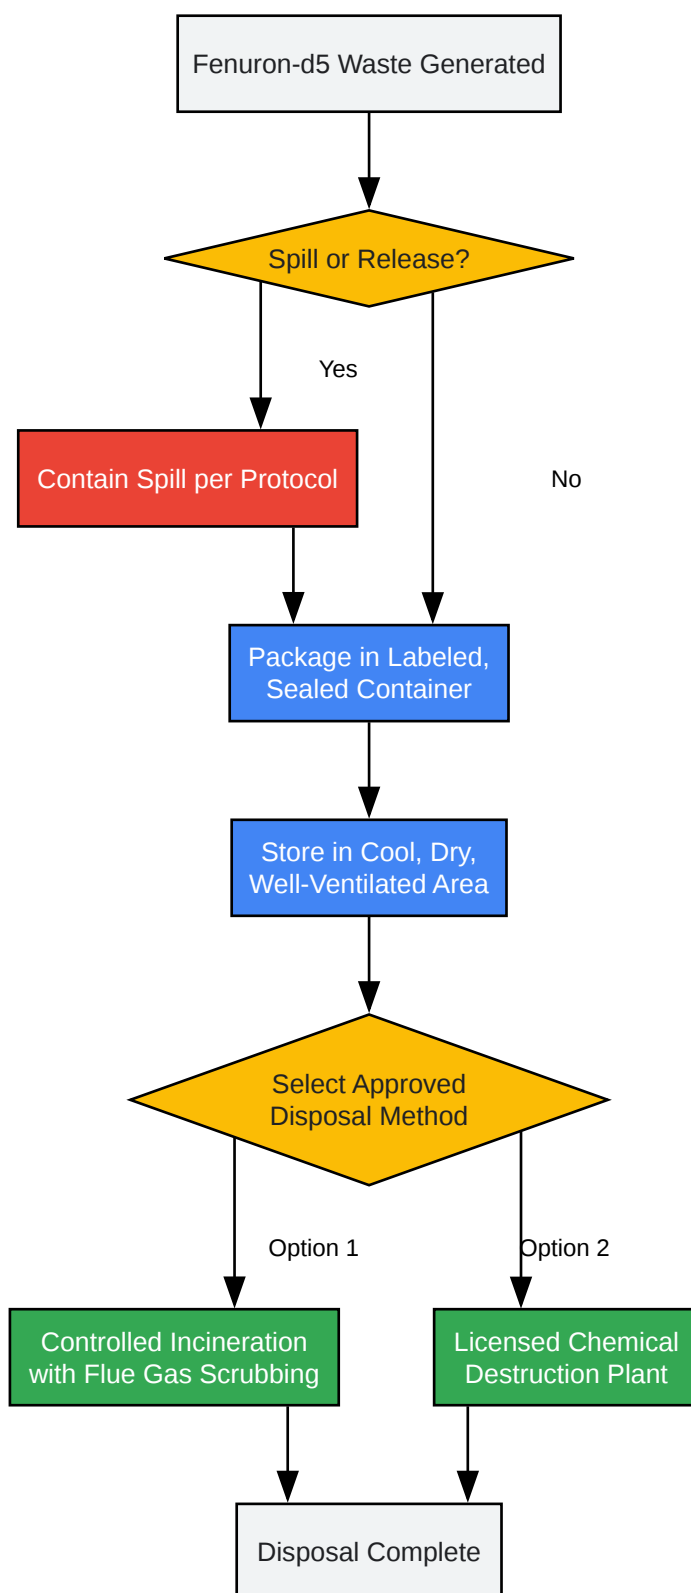 Fenuron-d5 Waste Generated
Spill or Release?
Yes
Contain Spill per Protocol
No
Package in Labeled,
Sealed Container
Store in Cool, Dry,
Well-Ventilated Area
Select Approved
Disposal Method
Option 1
Option 2
Controlled Incineration
with Flue Gas Scrubbing
Licensed Chemical
Destruction Plant
Disposal Complete